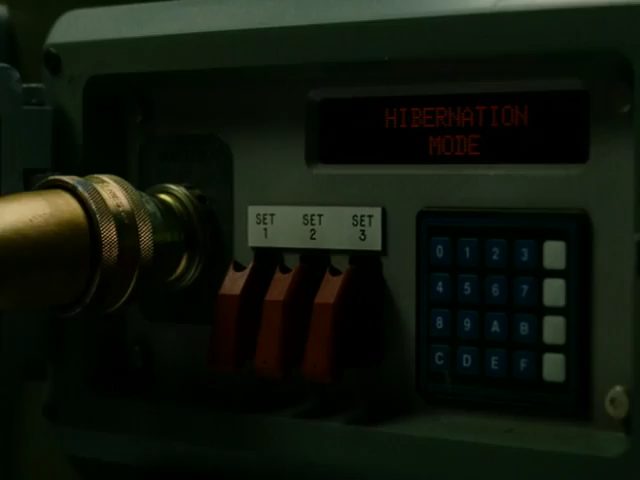 HIBERNATION
MODE
SET SET SET
1 2 3
0 1 2 3
4 5 6 7
8 9 A B
C D E F